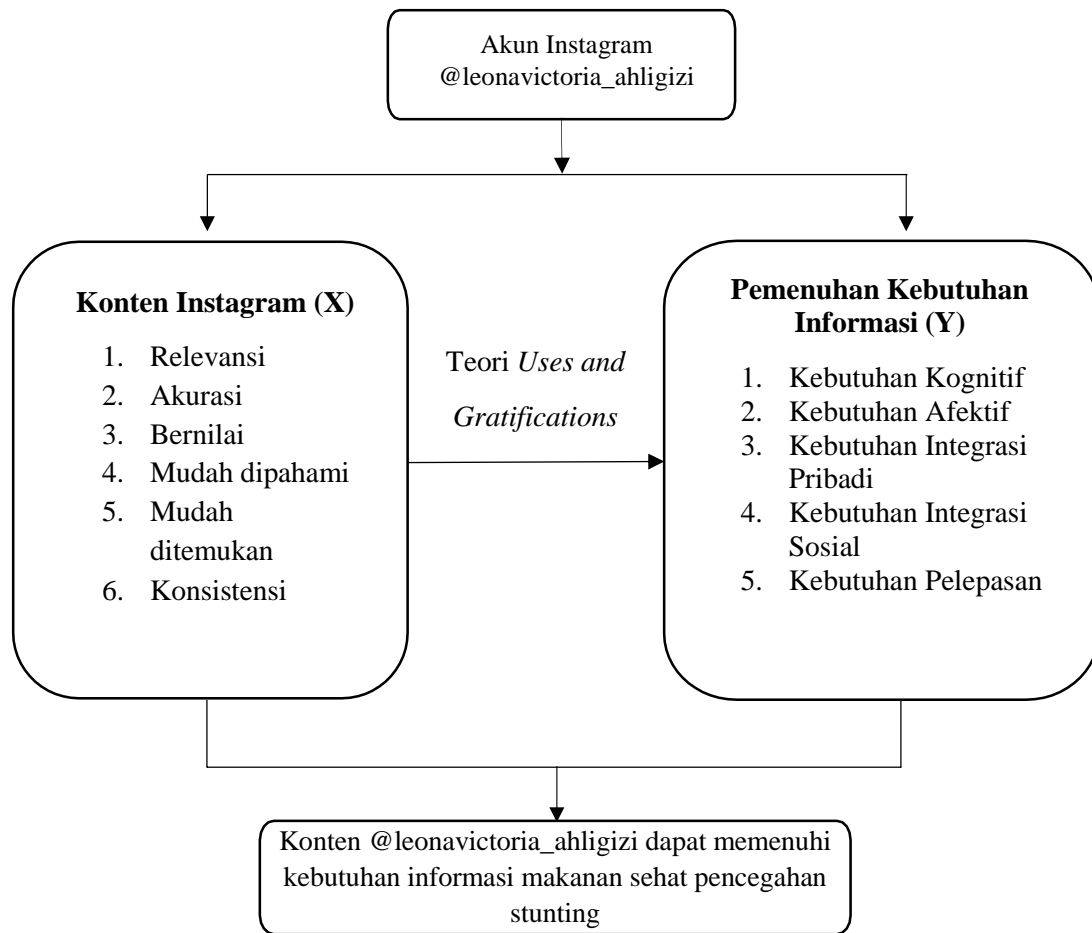 Akun Instagram
@leonavictoria_ahligizi
Konten Instagram (X)
1. Relevansi
2. Akurasi
3. Bernilai
4. Mudah dipahami
5. Mudah
ditemukan
6. Konsistensi
Teori Uses and
Gratifications
Pemenuhan Kebutuhan
Informasi (Y)
1. Kebutuhan Kognitif
2. Kebutuhan Afektif
3. Kebutuhan Integrasi
Pribadi
4. Kebutuhan Integrasi
Sosial
5. Kebutuhan Pelepasan
Konten @leonavictoria_ahligizi dapat memenuhi
kebutuhan informasi makanan sehat pencegahan
stunting